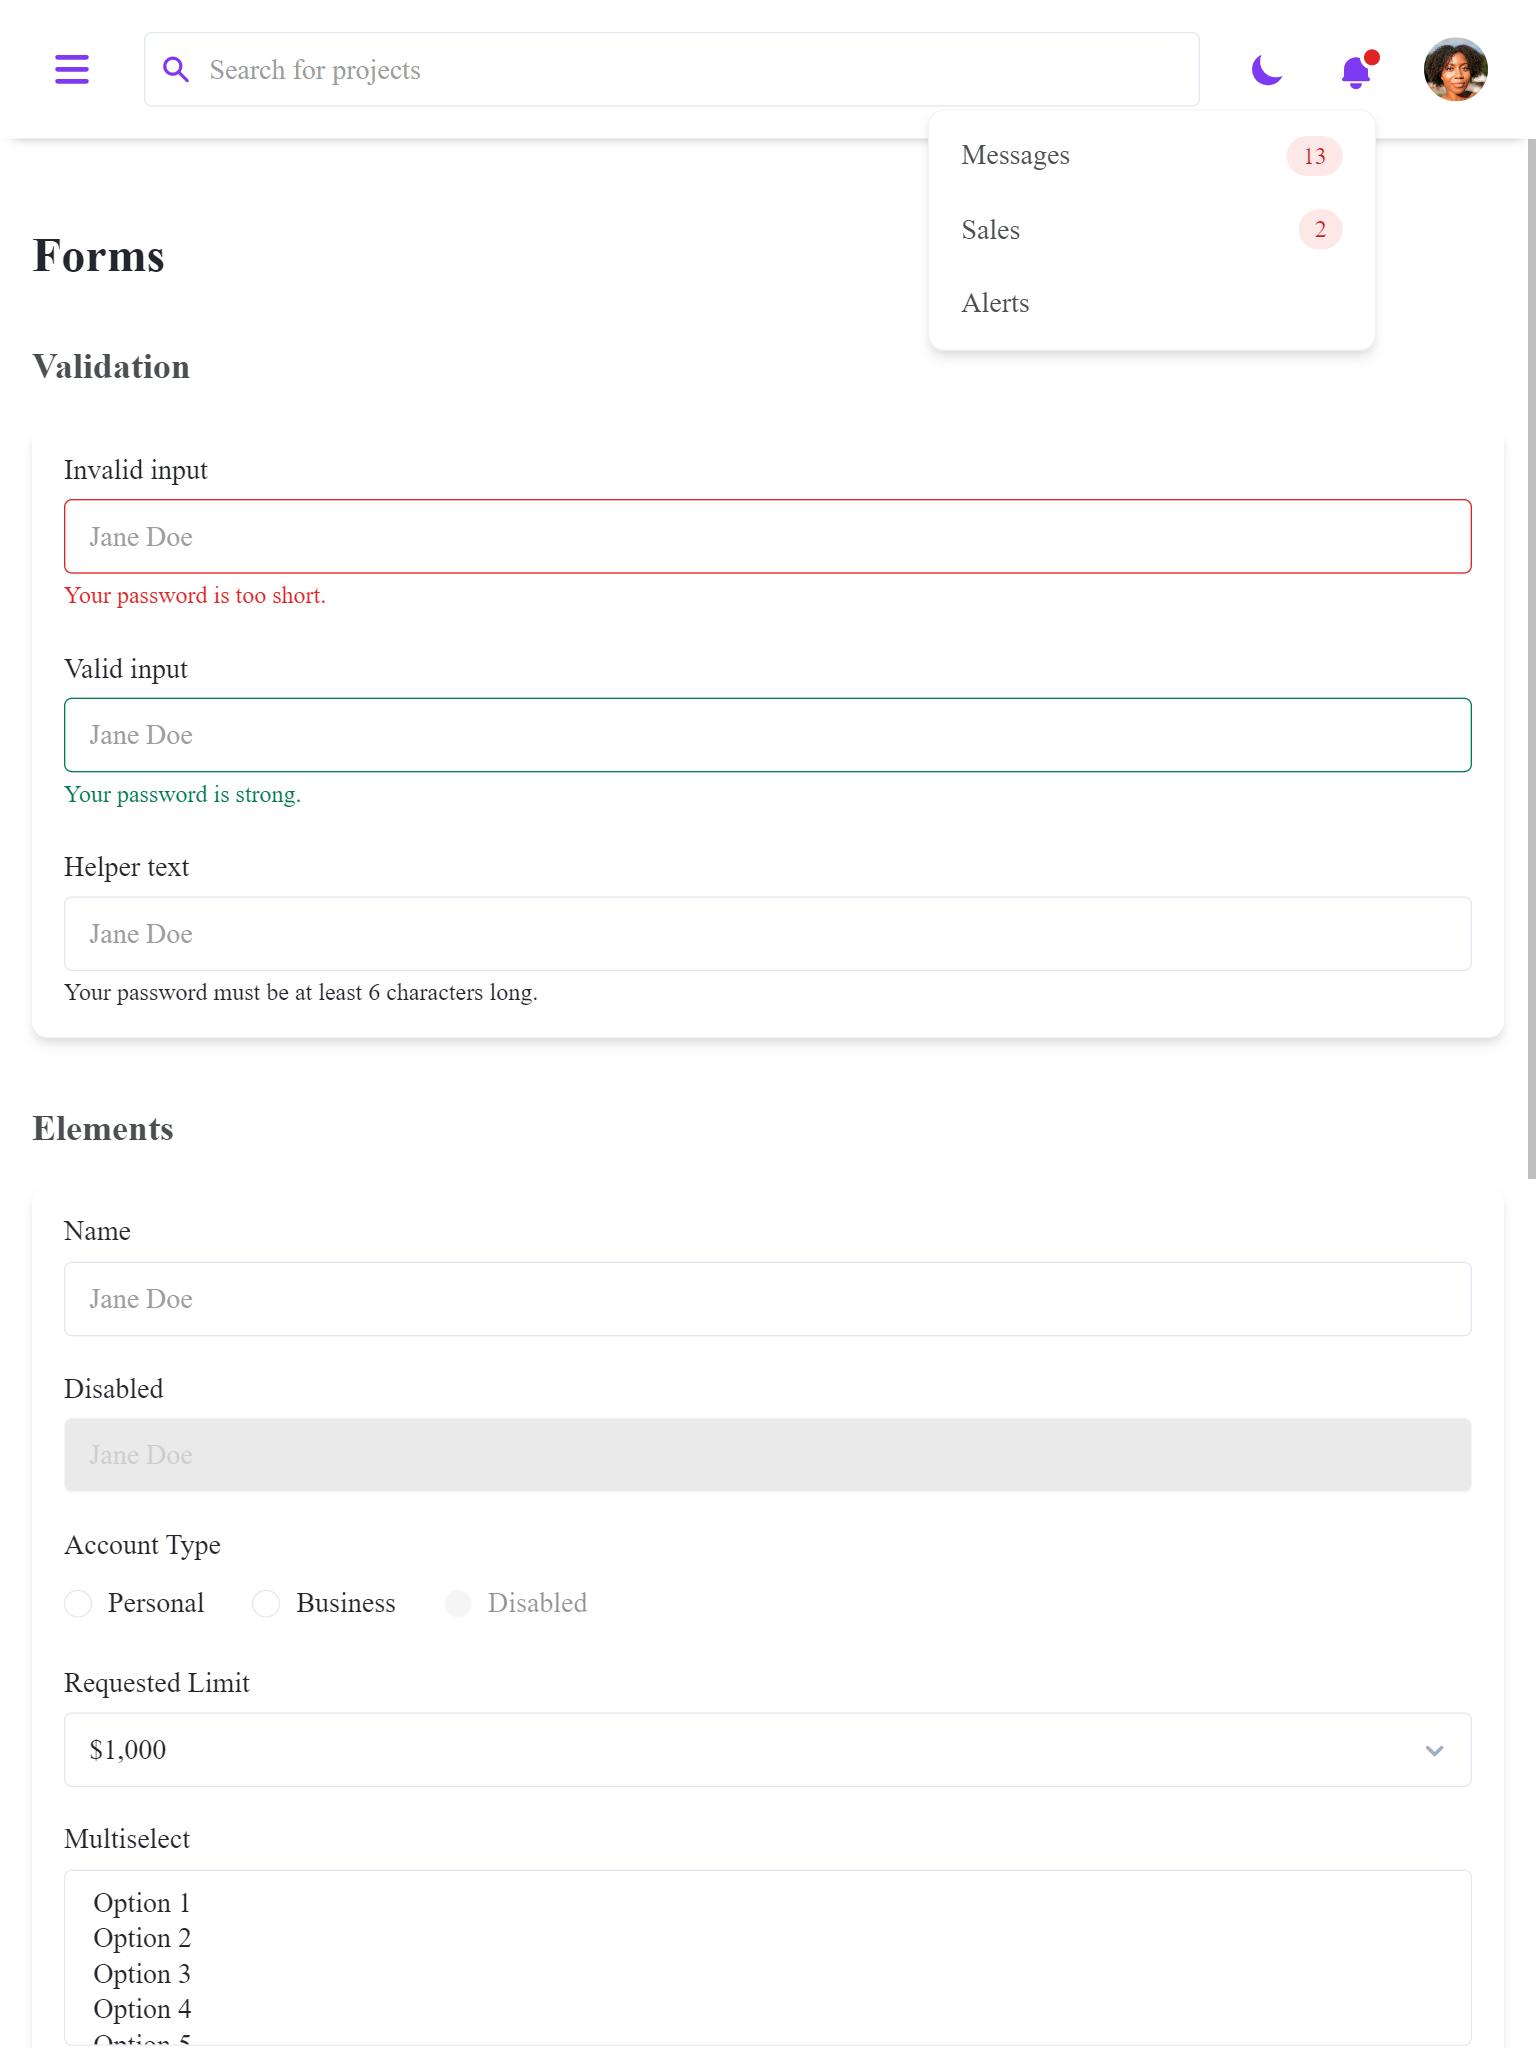 Search for projects
Messages 13
Sales 2
Alerts
Forms
Validation
Invalid input
Jane Doe
Your password is too short.
Valid input
Jane Doe
Your password is strong.
Helper text
Jane Doe
Your password must be at least 6 characters long.
Elements
Name
Jane Doe
Disabled
Jane Doe
Account Type
Personal Business Disabled
Requested Limit
$1,000
Multiselect
Option 1
Option 2
Option 3
Option 4
Option 5